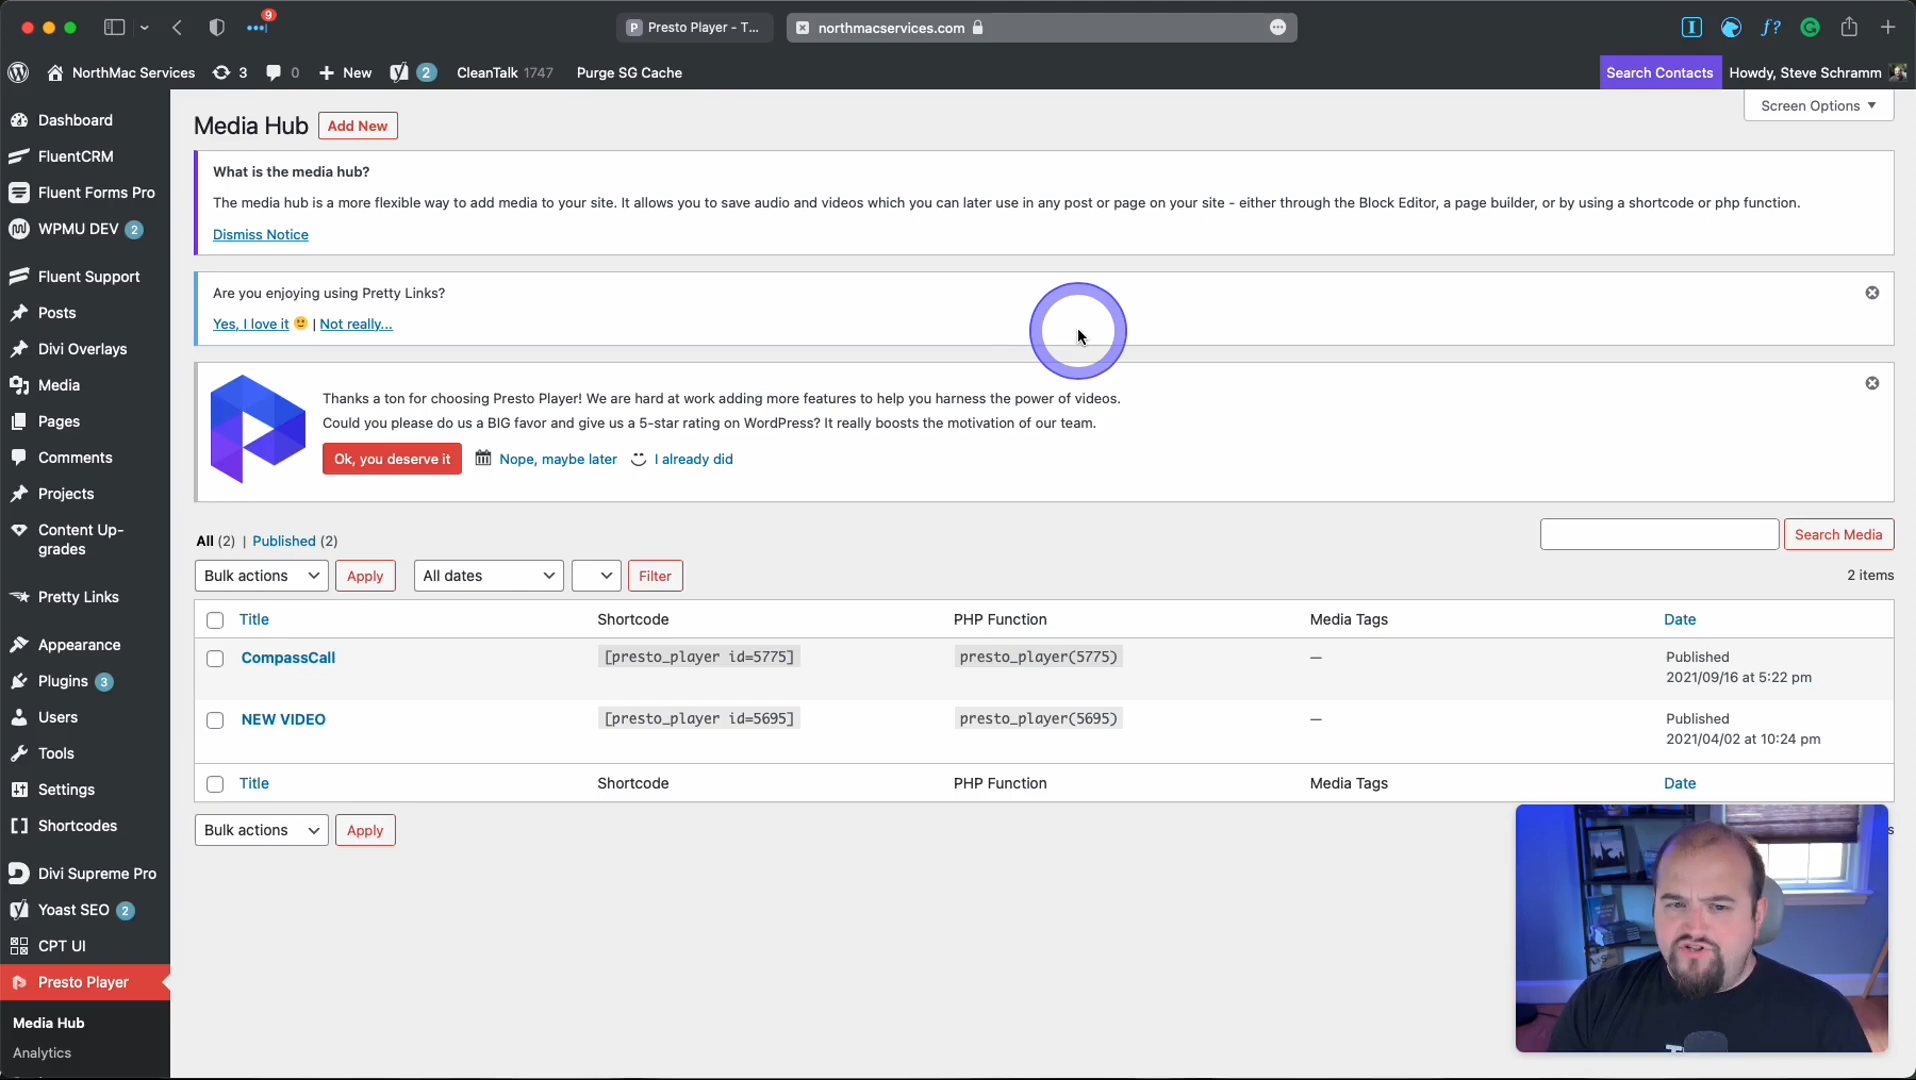 9
Presto Player - T...
northmacservices.com
NorthMac Services
3
0
New
2
CleanTalk 1747
Purge SG Cache
Search Contacts
Howdy, Steve Schramm
Screen Options ▼
Dashboard
FluentCRM
Fluent Forms Pro
WPMU DEV 2
Fluent Support
Posts
Divi Overlays
Media
Pages
Comments
Projects
Content Up-
grades
Pretty Links
Appearance
Plugins 3
Users
Tools
Settings
Shortcodes
Divi Supreme Pro
Yoast SEO 2
CPT UI
Presto Player
Media Hub
Analytics
Media Hub
Add New
What is the media hub?
The media hub is a more flexible way to add media to your site. It allows you to save audio and videos which you can later use in any post or page on your site - either through the Block Editor, a page builder, or by using a shortcode or php function.
Dismiss Notice
Are you enjoying using Pretty Links?
Yes, I love it 🙂 | Not really...
Thanks a ton for choosing Presto Player! We are hard at work adding more features to help you harness the power of videos.
Could you please do us a BIG favor and give us a 5-star rating on WordPress? It really boosts the motivation of our team.
Ok, you deserve it
Nope, maybe later
I already did
All (2) | Published (2)
Search Media
Bulk actions
Apply
All dates
Filter
2 items
Title Shortcode PHP Function Media Tags Date
CompassCall [presto_player id=5775] presto_player(5775) — Published
2021/09/16 at 5:22 pm
NEW VIDEO [presto_player id=5695] presto_player(5695) — Published
2021/04/02 at 10:24 pm
Title Shortcode PHP Function Media Tags Date
Bulk actions
Apply